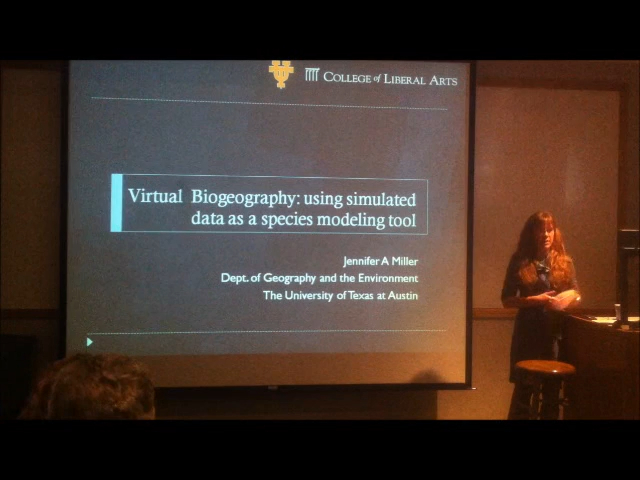 COLLEGE of LIBERAL ARTS
Virtual Biogeography: using simulated
data as a species modeling tool
Jennifer A Miller
Dept. of Geography and the Environment
The University of Texas at Austin